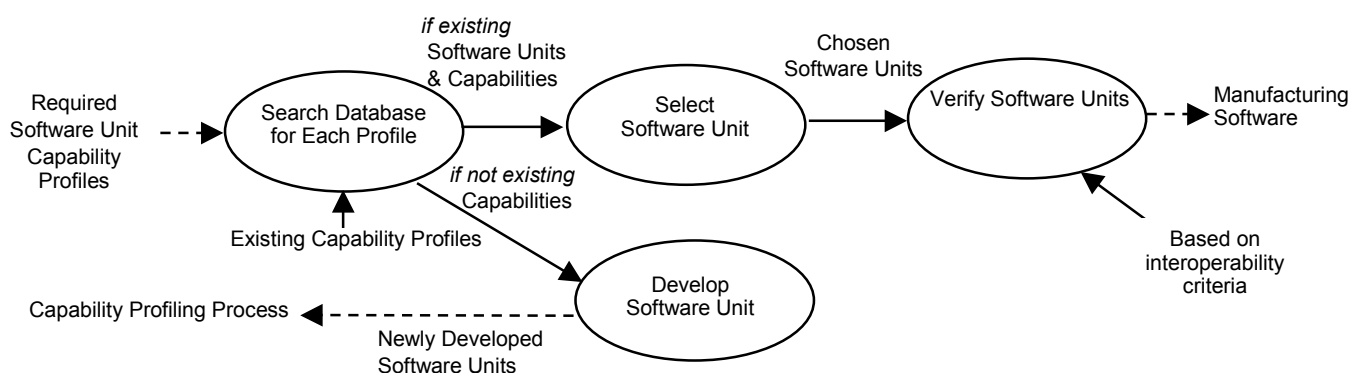 if existing
Software Units
& Capabilities
Chosen
Software Units
Required
Software Unit
Capability
Profiles
Search Database
for Each Profile
Select
Software Unit
Verify Software Units
Manufacturing
Software
if not existing
Capabilities
Existing Capability Profiles
Based on
interoperability
criteria
Develop
Software Unit
Capability Profiling Process
Newly Developed
Software Units